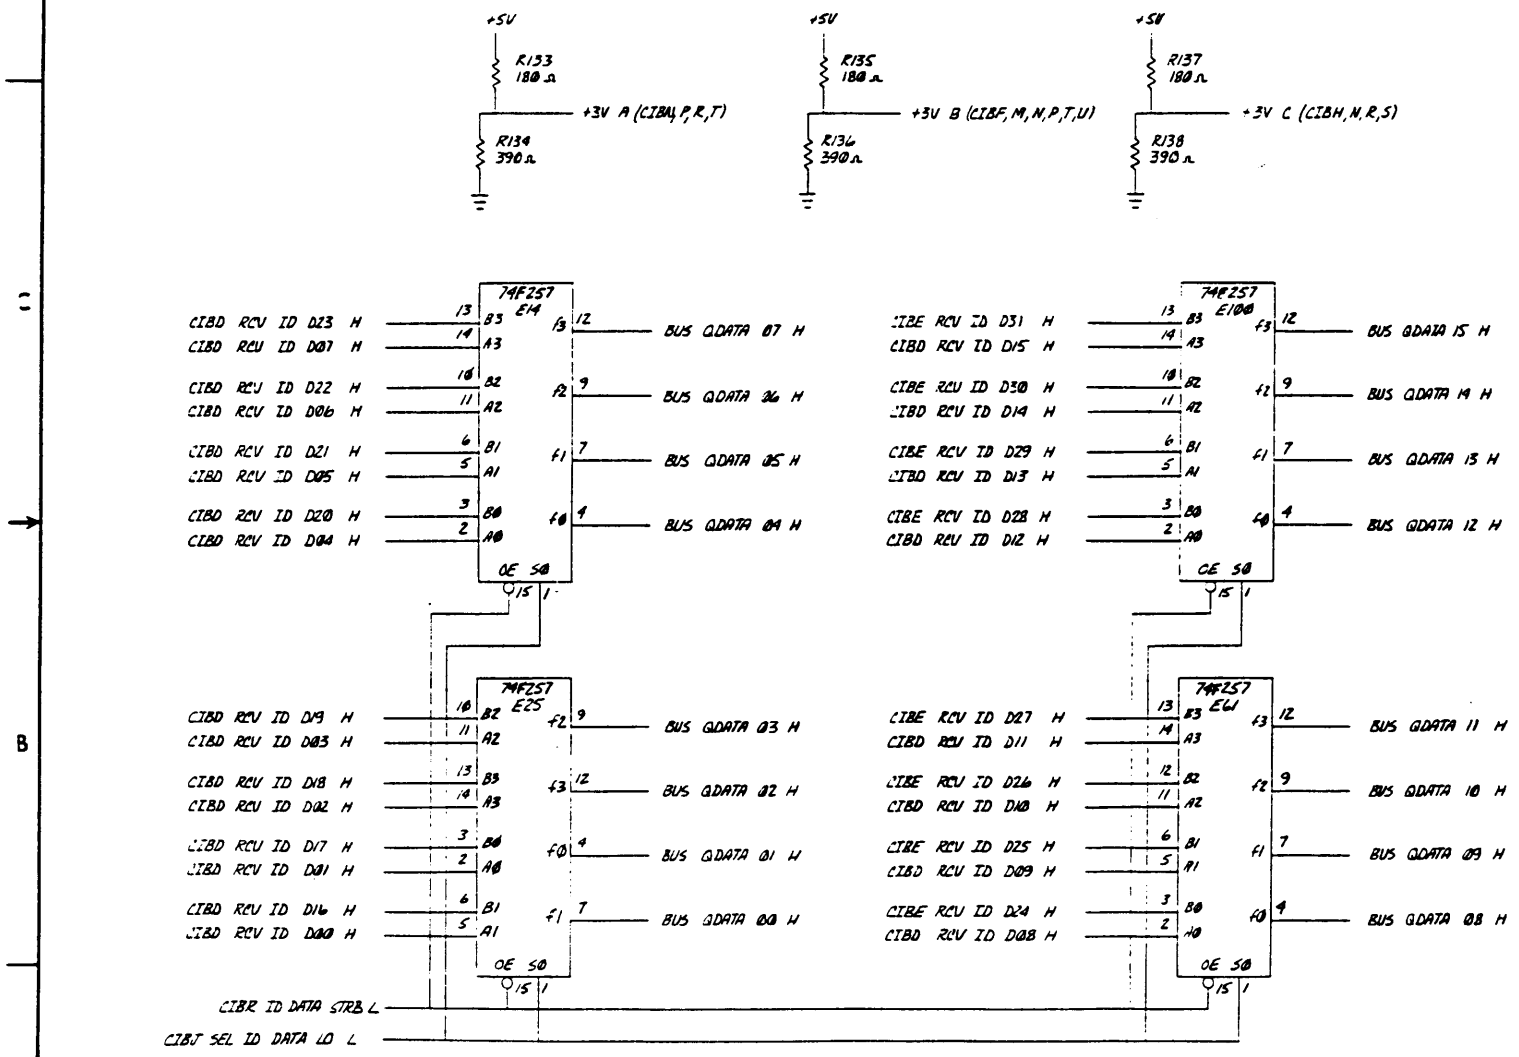 +5V
+5V
+5V
R133
180 Ω
R135
180 Ω
R137
180 Ω
+3V A (CIBN, P, R, T)
+3V B (CIBF, M, N, P, T, U)
+3V C (CIBH, N, R, S)
R134
390 Ω
R136
390 Ω
R138
390 Ω
C
74F257
E14
CIBD RCV ID D23 H 13 B3 f3 12 BUS QDATA 07 H
CIBD RCV ID D07 H 14 A3
CIBD RCV ID D22 H 10 B2 f2 9 BUS QDATA 06 H
CIBD RCV ID D06 H 11 A2
CIBD RCV ID D21 H 6 B1 f1 7 BUS QDATA 05 H
CIBD RCV ID D05 H 5 A1
CIBD RCV ID D20 H 3 B0 f0 4 BUS QDATA 04 H
CIBD RCV ID D04 H 2 A0
OE S0
15 1
74F257
E100
CIBE RCV ID D31 H 13 B3 f3 12 BUS QDATA 15 H
CIBD RCV ID D15 H 14 A3
CIBE RCV ID D30 H 10 B2 f2 9 BUS QDATA 14 H
CIBD RCV ID D14 H 11 A2
CIBE RCV ID D29 H 6 B1 f1 7 BUS QDATA 13 H
CIBD RCV ID D13 H 5 A1
CIBE RCV ID D28 H 3 B0 f0 4 BUS QDATA 12 H
CIBD RCV ID D12 H 2 A0
OE S0
15 1
B
74F257
E25
CIBD RCV ID D19 H 10 B2 f2 9 BUS QDATA 03 H
CIBD RCV ID D03 H 11 A2
CIBD RCV ID D18 H 13 B3 f3 12 BUS QDATA 02 H
CIBD RCV ID D02 H 14 A3
CIBD RCV ID D17 H 3 B0 f0 4 BUS QDATA 01 H
CIBD RCV ID D01 H 2 A0
CIBD RCV ID D16 H 6 B1 f1 7 BUS QDATA 00 H
CIBD RCV ID D00 H 5 A1
OE S0
15 1
74F257
E61
CIBE RCV ID D27 H 13 B3 f3 12 BUS QDATA 11 H
CIBD RCV ID D11 H 14 A3
CIBE RCV ID D26 H 12 B2 f2 9 BUS QDATA 10 H
CIBD RCV ID D10 H 11 A2
CIBE RCV ID D25 H 6 B1 f1 7 BUS QDATA 09 H
CIBD RCV ID D09 H 5 A1
CIBE RCV ID D24 H 3 B0 f0 4 BUS QDATA 08 H
CIBD RCV ID D08 H 2 A0
OE S0
15 1
CIBR ID DATA STRB L
CIBJ SEL ID DATA LO L